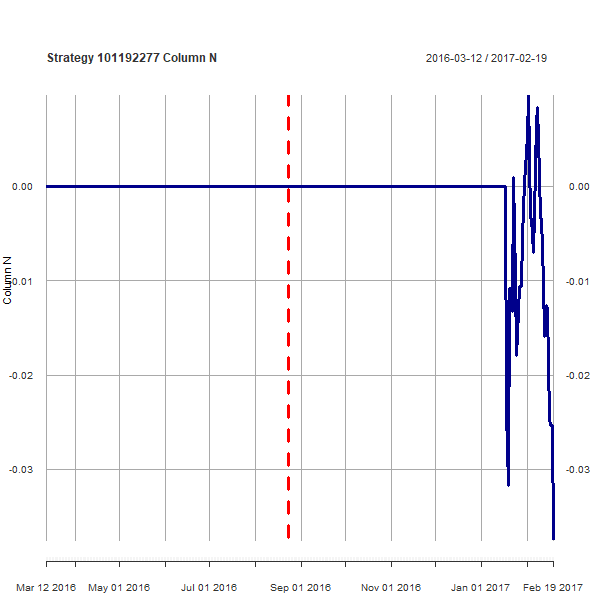 Strategy 101192277 Column N
2016-03-12 / 2017-02-19
0.00 0.00
-0.01 -0.01
-0.02 -0.02
-0.03 -0.03
Column N
Mar 12 2016 May 01 2016 Jul 01 2016 Sep 01 2016 Nov 01 2016 Jan 01 2017 Feb 19 2017